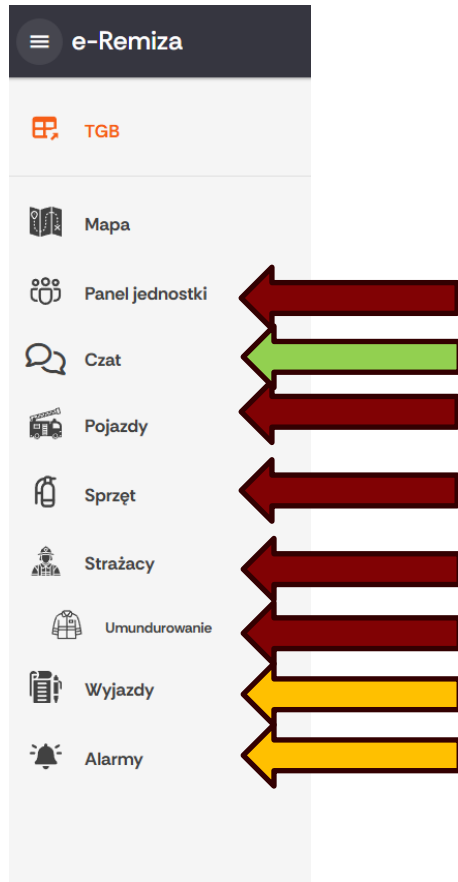 e-Remiza
TGB
Mapa
Panel jednostki
Czat
Pojazdy
Sprzęt
Strażacy
Umundurowanie
Wyjazdy
Alarmy